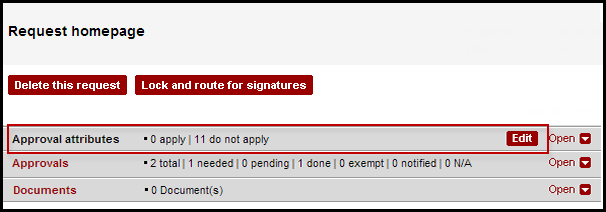 Request homepage
Delete this request Lock and route for signatures
Approval attributes ▪ 0 apply | 11 do not apply Edit Open
Approvals ▪ 2 total | 1 needed | 0 pending | 1 done | 0 exempt | 0 notified | 0 N/A Open
Documents ▪ 0 Document(s) Open